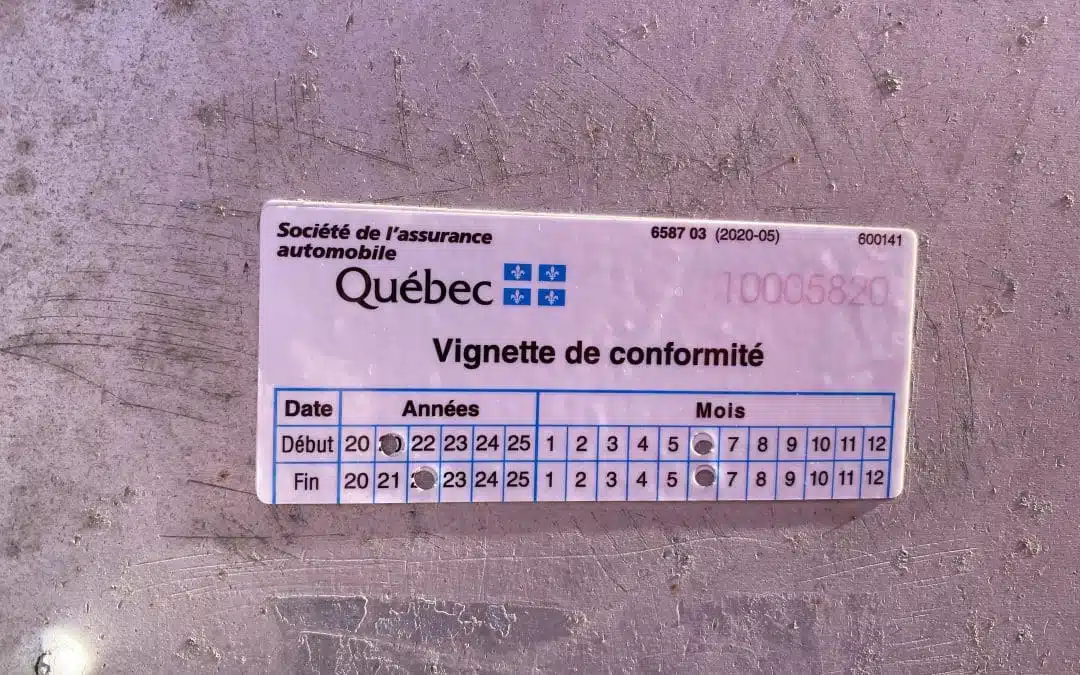 Société de l'assurance
automobile
Québec
6587 03 (2020-05)
600141
10005820
Vignette de conformité
Date Années Mois
Début 20 22 23 24 25 1 2 3 4 5 7 8 9 10 11 12
Fin 20 21 23 24 25 1 2 3 4 5 7 8 9 10 11 12
6